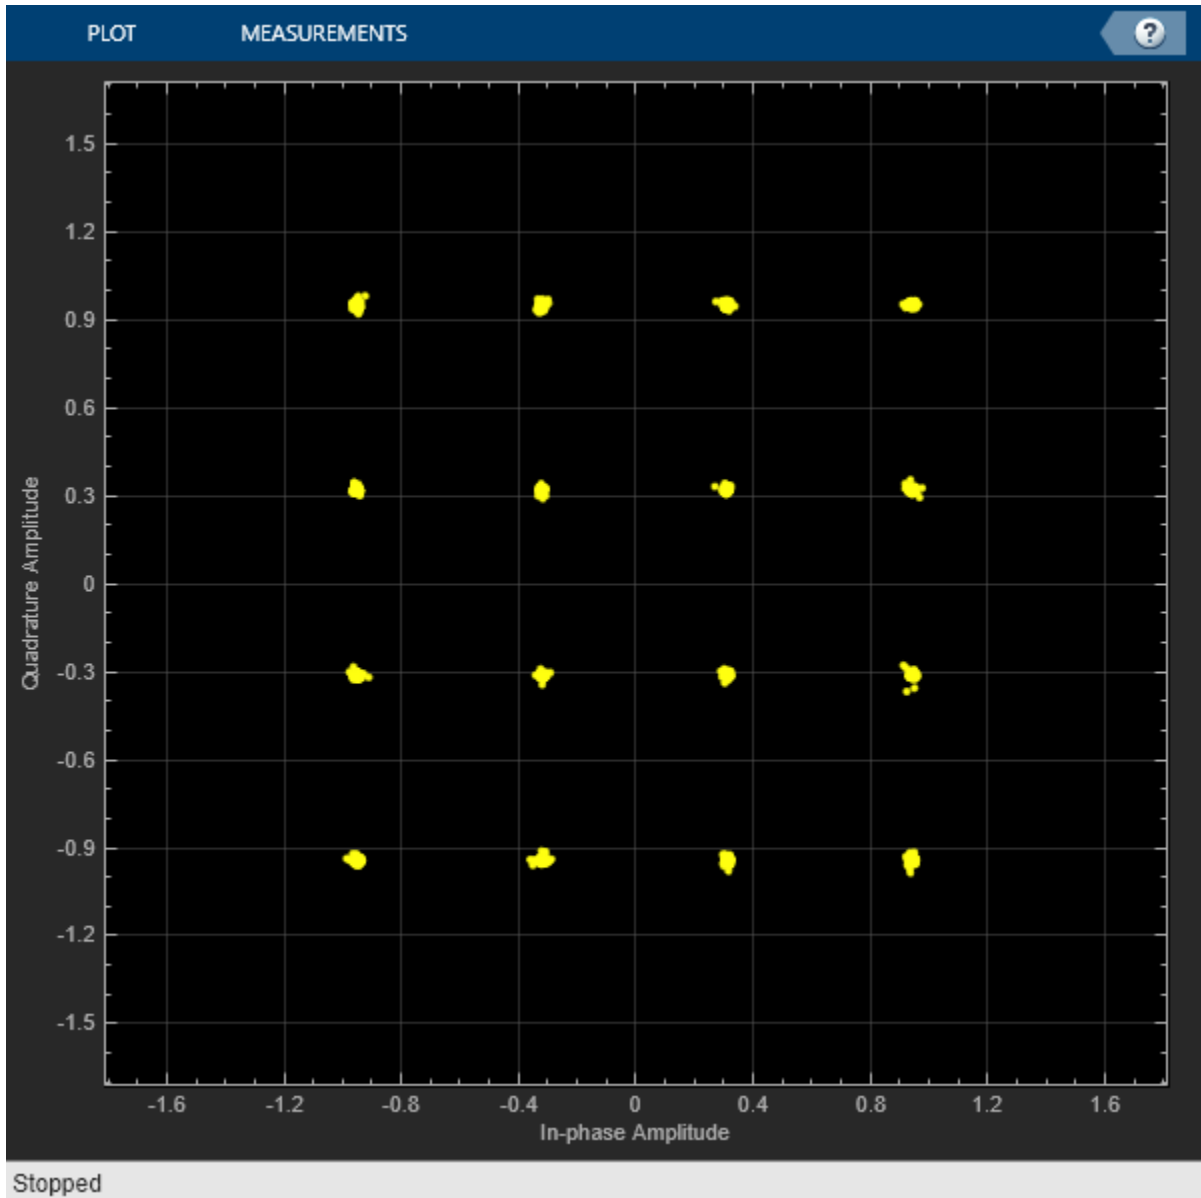 PLOT MEASUREMENTS ?
1.5
1.2
0.9
0.6
0.3
0
-0.3
-0.6
-0.9
-1.2
-1.5
Quadrature Amplitude
-1.6 -1.2 -0.8 -0.4 0 0.4 0.8 1.2 1.6
In-phase Amplitude
Stopped